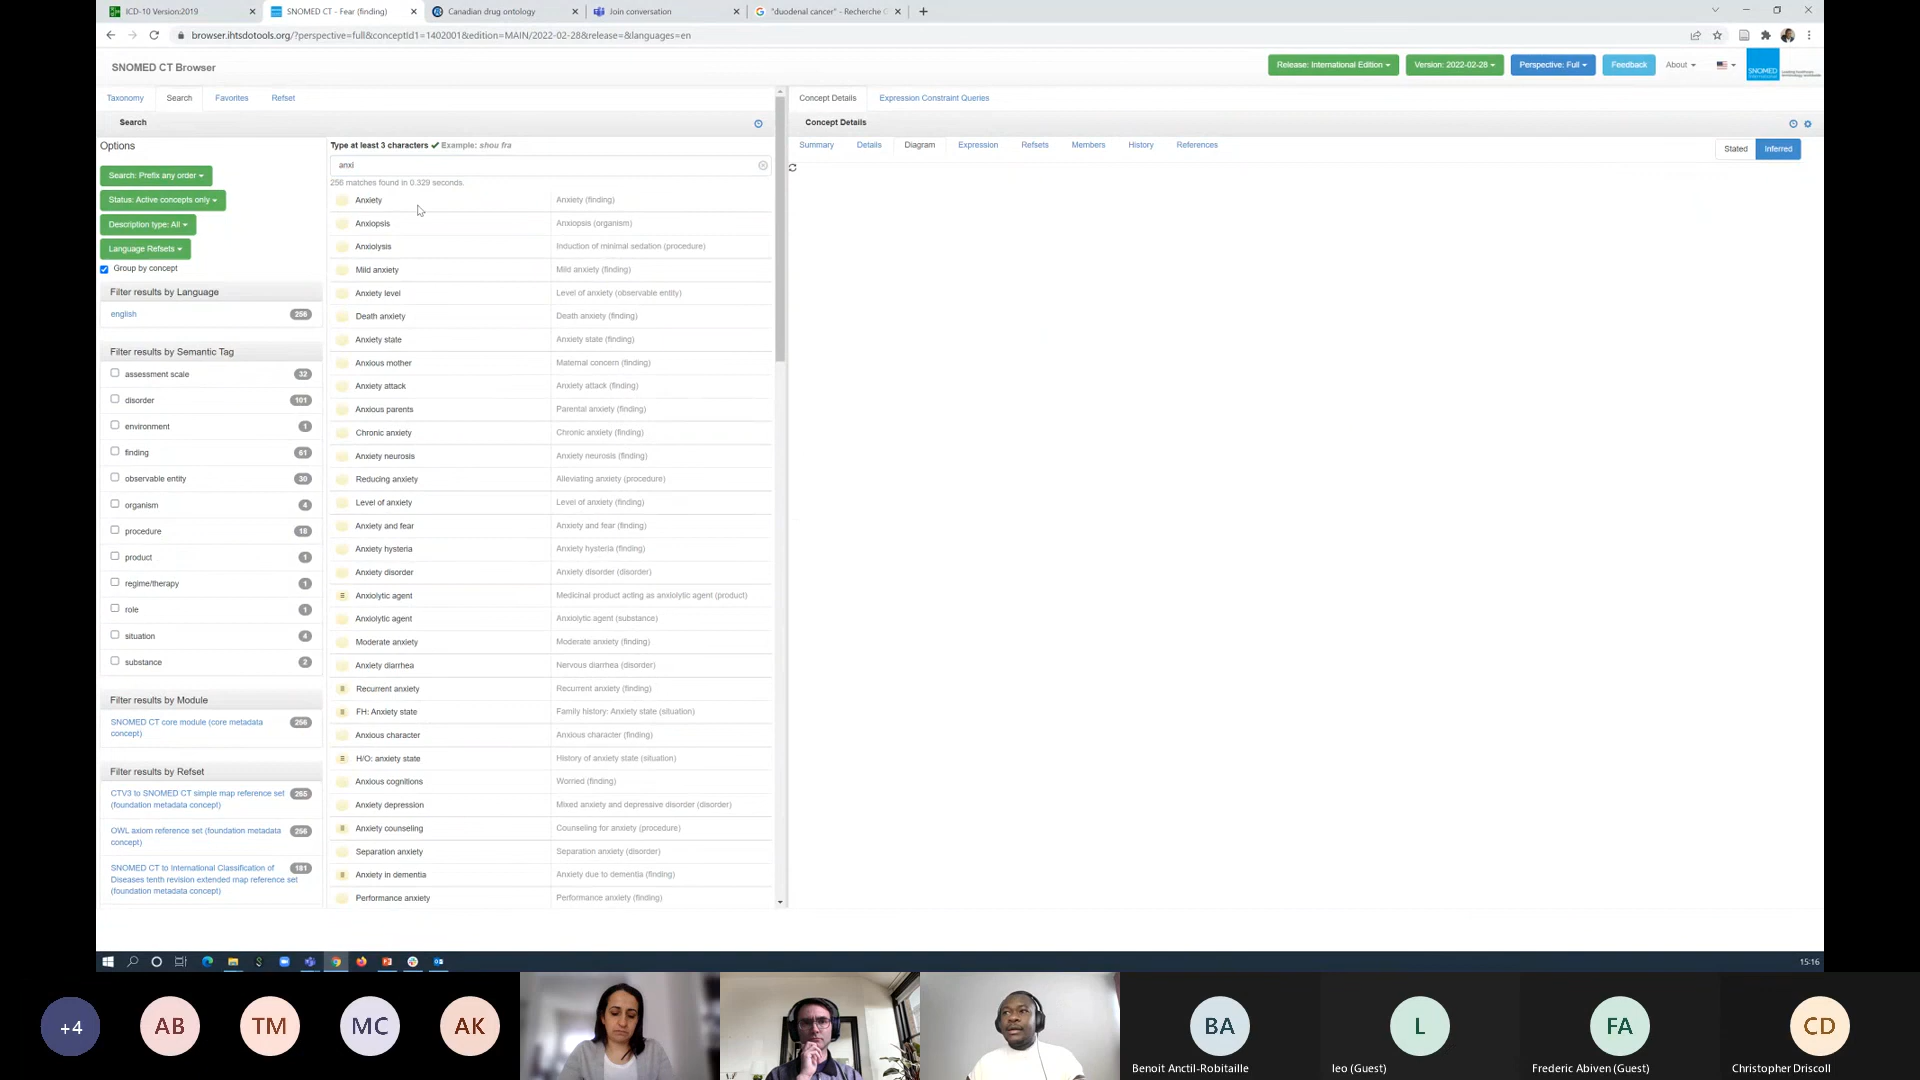 ICD-10 Version:2019
SNOMED CT - Fear (finding)
Canadian drug ontology
Join conversation
"duodenal cancer" - Recherche G
browser.ihtsdotools.org/?perspective=full&conceptId1=1402001&edition=MAIN/2022-02-28&release=&languages=en
SNOMED CT Browser
Release: International Edition
Version: 2022-02-28
Perspective: Full
Feedback
About
SNOMED
Taxonomy
Search
Favorites
Refset
Search
Options
Search: Prefix any order
Status: Active concepts only
Description type: All
Language Refsets
Group by concept
Filter results by Language
english 256
Filter results by Semantic Tag
assessment scale 32
disorder 101
environment 1
finding 61
observable entity 30
organism 4
procedure 18
product 1
regime/therapy 1
role 1
situation 4
substance 2
Filter results by Module
SNOMED CT core module (core metadata 256
concept)
Filter results by Refset
CTV3 to SNOMED CT simple map reference set 265
(foundation metadata concept)
OWL axiom reference set (foundation metadata 256
concept)
SNOMED CT to International Classification of 181
Diseases tenth revision extended map reference set
(foundation metadata concept)
Type at least 3 characters ✔ Example: shou fra
anxi
256 matches found in 0.329 seconds.
Anxiety Anxiety (finding)
Anxiopsis Anxiopsis (organism)
Anxiolysis Induction of minimal sedation (procedure)
Mild anxiety Mild anxiety (finding)
Anxiety level Level of anxiety (observable entity)
Death anxiety Death anxiety (finding)
Anxiety state Anxiety state (finding)
Anxious mother Maternal concern (finding)
Anxiety attack Anxiety attack (finding)
Anxious parents Parental anxiety (finding)
Chronic anxiety Chronic anxiety (finding)
Anxiety neurosis Anxiety neurosis (finding)
Reducing anxiety Alleviating anxiety (procedure)
Level of anxiety Level of anxiety (finding)
Anxiety and fear Anxiety and fear (finding)
Anxiety hysteria Anxiety hysteria (finding)
Anxiety disorder Anxiety disorder (disorder)
Anxiolytic agent Medicinal product acting as anxiolytic agent (product)
Anxiolytic agent Anxiolytic agent (substance)
Moderate anxiety Moderate anxiety (finding)
Anxiety diarrhea Nervous diarrhea (disorder)
Recurrent anxiety Recurrent anxiety (finding)
FH: Anxiety state Family history: Anxiety state (situation)
Anxious character Anxious character (finding)
H/O: anxiety state History of anxiety state (situation)
Anxious cognitions Worried (finding)
Anxiety depression Mixed anxiety and depressive disorder (disorder)
Anxiety counseling Counseling for anxiety (procedure)
Separation anxiety Separation anxiety (disorder)
Anxiety in dementia Anxiety due to dementia (finding)
Performance anxiety Performance anxiety (finding)
Concept Details
Expression Constraint Queries
Concept Details
Summary
Details
Diagram
Expression
Refsets
Members
History
References
Stated
Inferred
15:16
+4
AB
TM
MC
AK
BA
Benoit Anctil-Robitaille
L
leo (Guest)
FA
Frederic Abiven (Guest)
CD
Christopher Driscoll